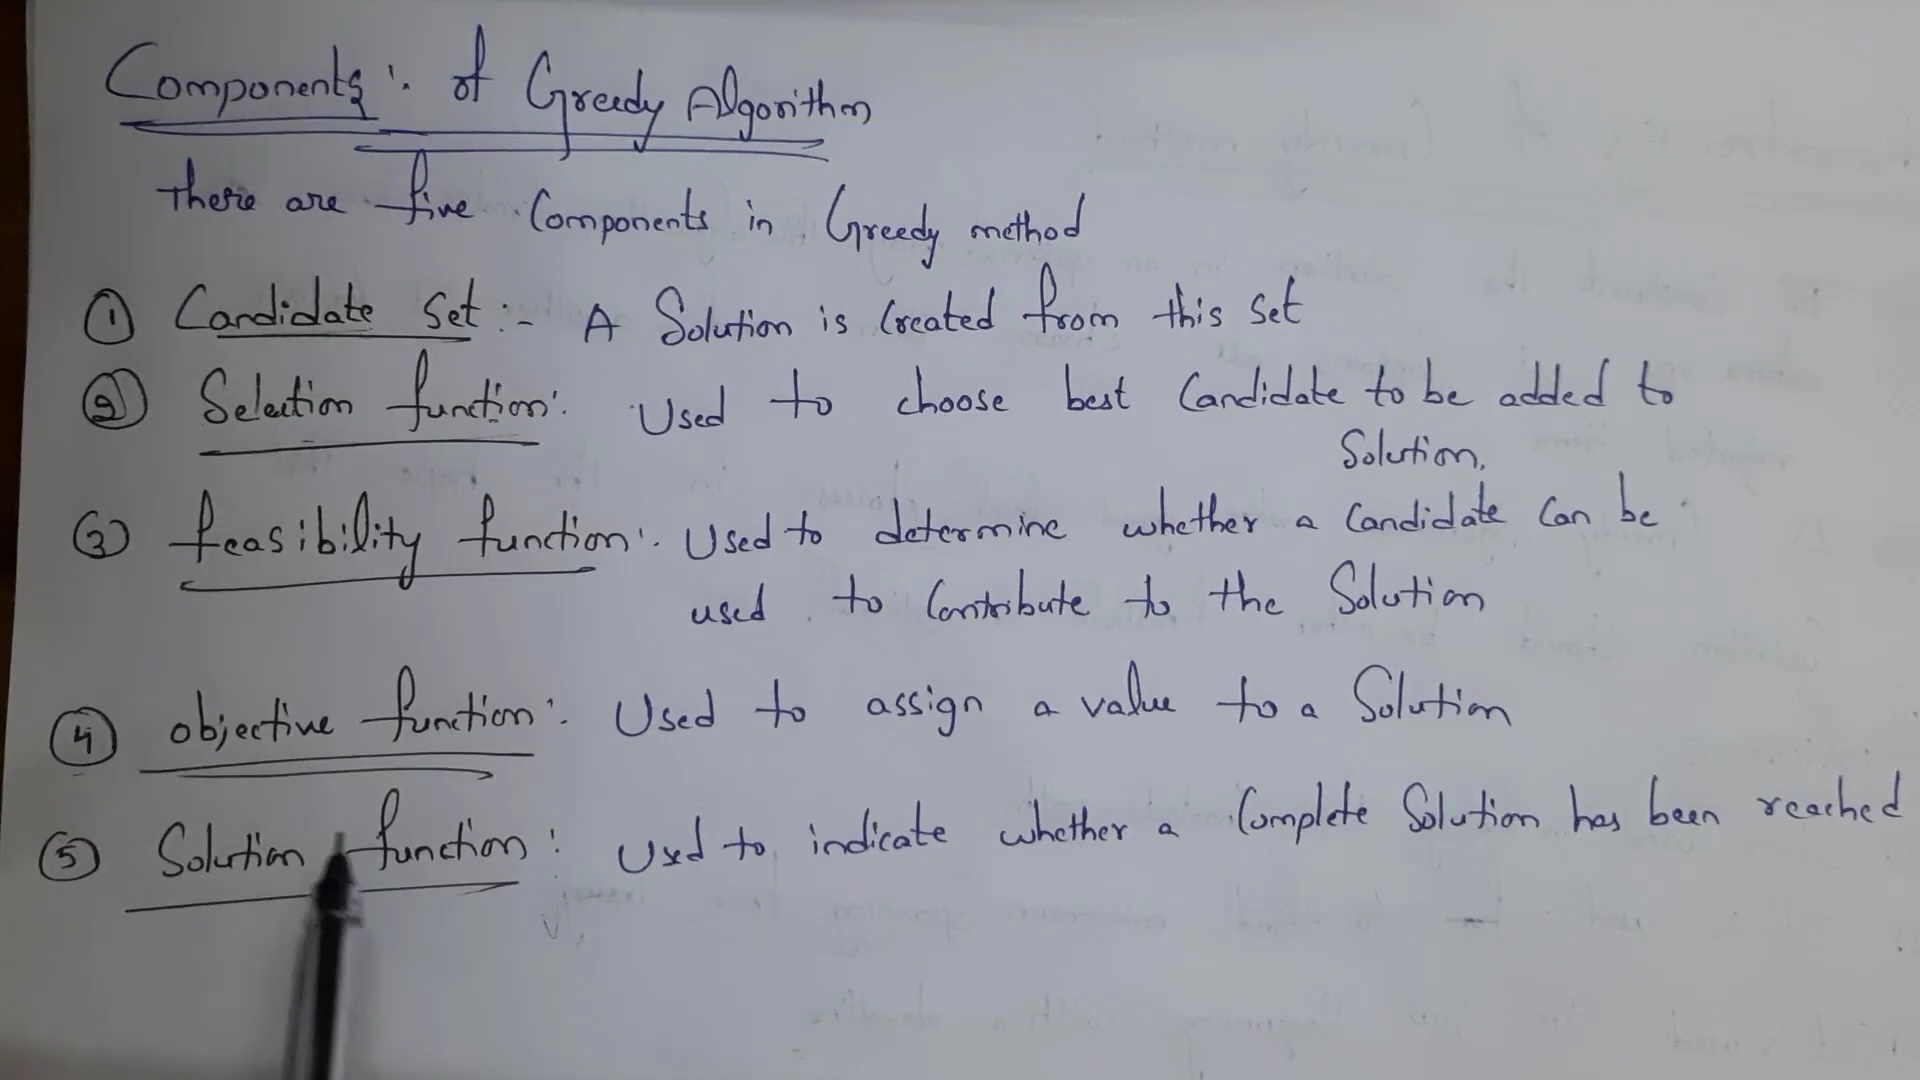 Components :. of Greedy Algorithm
there are five Components in Greedy method
① Candidate Set :- A Solution is Created from this set
② Selection function :. Used to choose best Candidate to be added to
Solution.
③ feasibility function :. Used to determine whether a Candidate Can be
used to Contribute to the Solution
④ objective function :. Used to assign a value to a Solution
⑤ Solution function : Used to indicate whether a Complete Solution has been reached